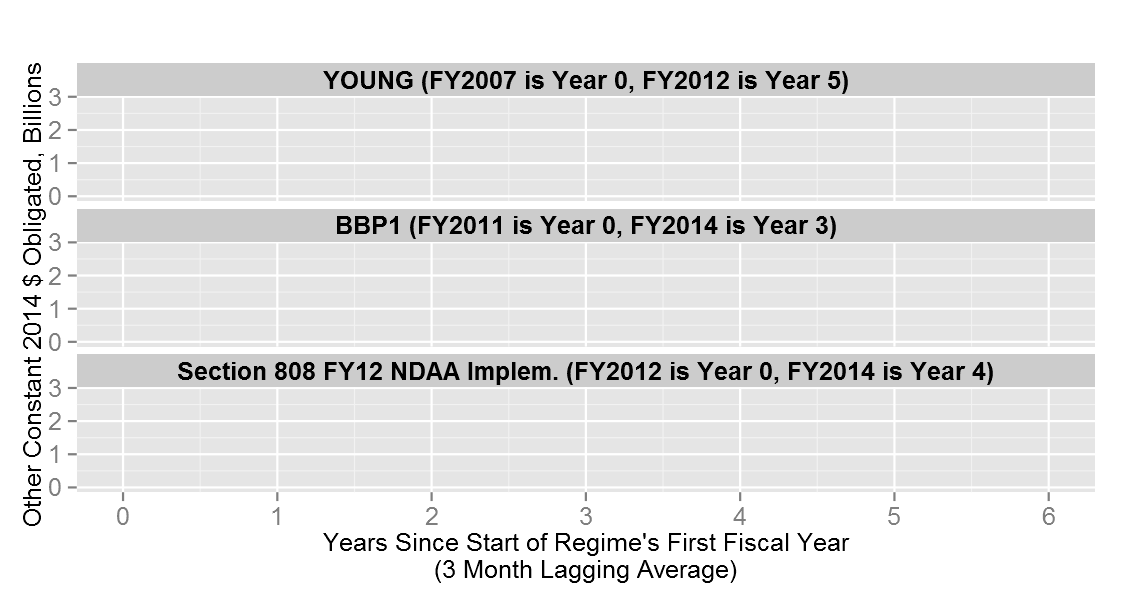 Other Constant 2014 $ Obligated, Billions
YOUNG (FY2007 is Year 0, FY2012 is Year 5)
3
2
1
0
BBP1 (FY2011 is Year 0, FY2014 is Year 3)
3
2
1
0
Section 808 FY12 NDAA Implem. (FY2012 is Year 0, FY2014 is Year 4)
3
2
1
0
0 1 2 3 4 5 6
Years Since Start of Regime's First Fiscal Year
(3 Month Lagging Average)